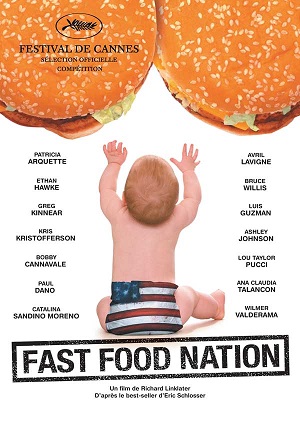 FESTIVAL DE CANNES
SÉLECTION OFFICIELLE
COMPÉTITION
PATRICIA
ARQUETTE
ETHAN
HAWKE
GREG
KINNEAR
KRIS
KRISTOFFERSON
BOBBY
CANNAVALE
PAUL
DANO
CATALINA
SANDINO MORENO
AVRIL
LAVIGNE
BRUCE
WILLIS
LUIS
GUZMAN
ASHLEY
JOHNSON
LOU TAYLOR
PUCCI
ANA CLAUDIA
TALANCON
WILMER
VALDERAMA
FAST FOOD NATION
Un film de Richard Linklater
D'après le best-seller d'Eric Schlosser